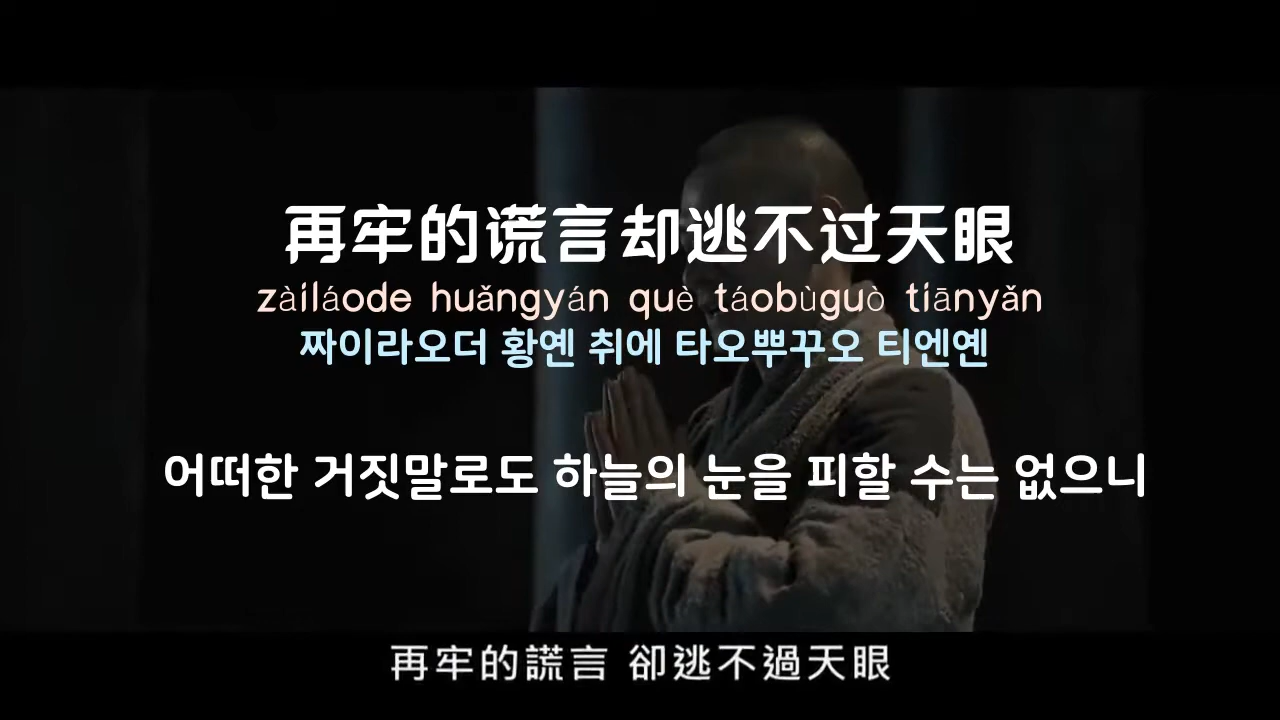 再牢的谎言却逃不过天眼
zàiláode huǎngyán què táobùguò tiānyǎn
짜이라오더 황옌 취에 타오뿌꾸오 티엔옌
어떠한 거짓말로도 하늘의 눈을 피할 수는 없으니
再牢的謊言 卻逃不過天眼